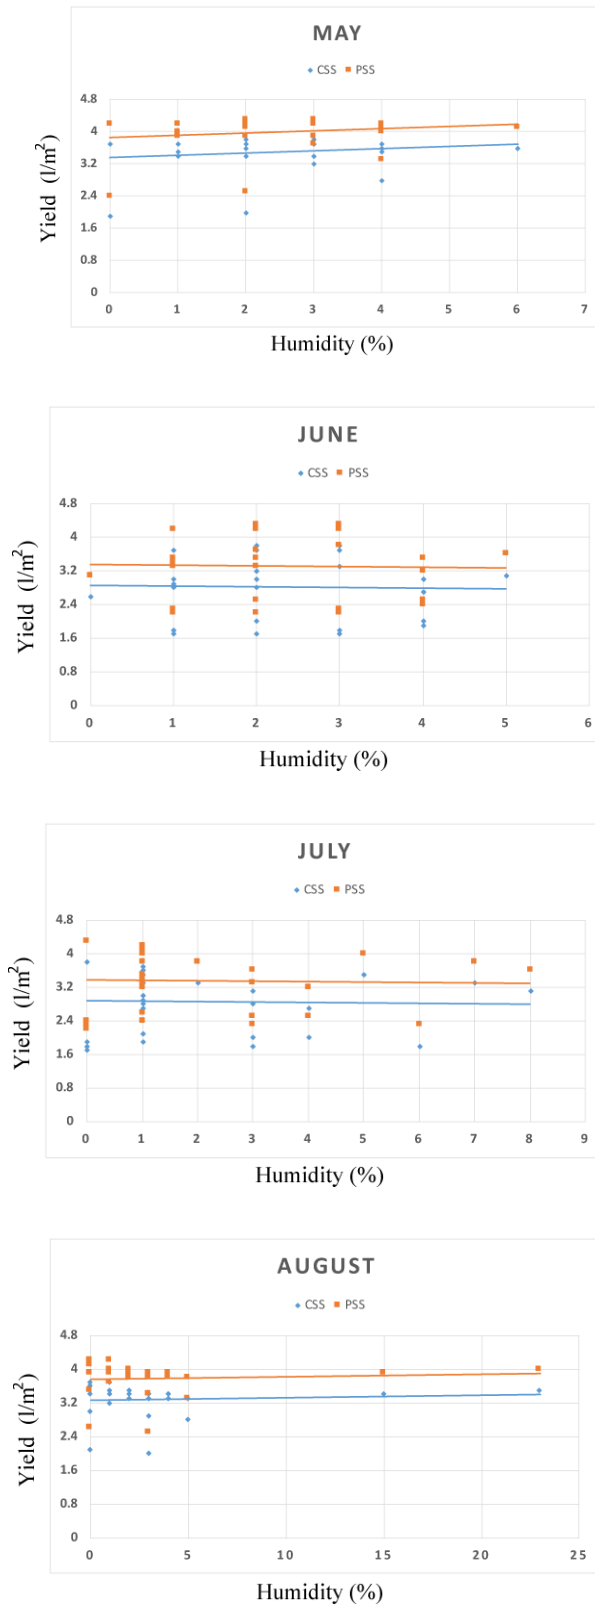 MAY
CSS PSS
Yield (l/m²)
4.8
4
3.2
2.4
1.6
0.8
0
0 1 2 3 4 5 6 7
Humidity (%)
JUNE
CSS PSS
Yield (l/m²)
4.8
4
3.2
2.4
1.6
0.8
0
0 1 2 3 4 5 6
Humidity (%)
JULY
CSS PSS
Yield (l/m²)
4.8
4
3.2
2.4
1.6
0.8
0
0 1 2 3 4 5 6 7 8 9
Humidity (%)
AUGUST
CSS PSS
Yield (l/m²)
4.8
4
3.2
2.4
1.6
0.8
0
0 5 10 15 20 25
Humidity (%)